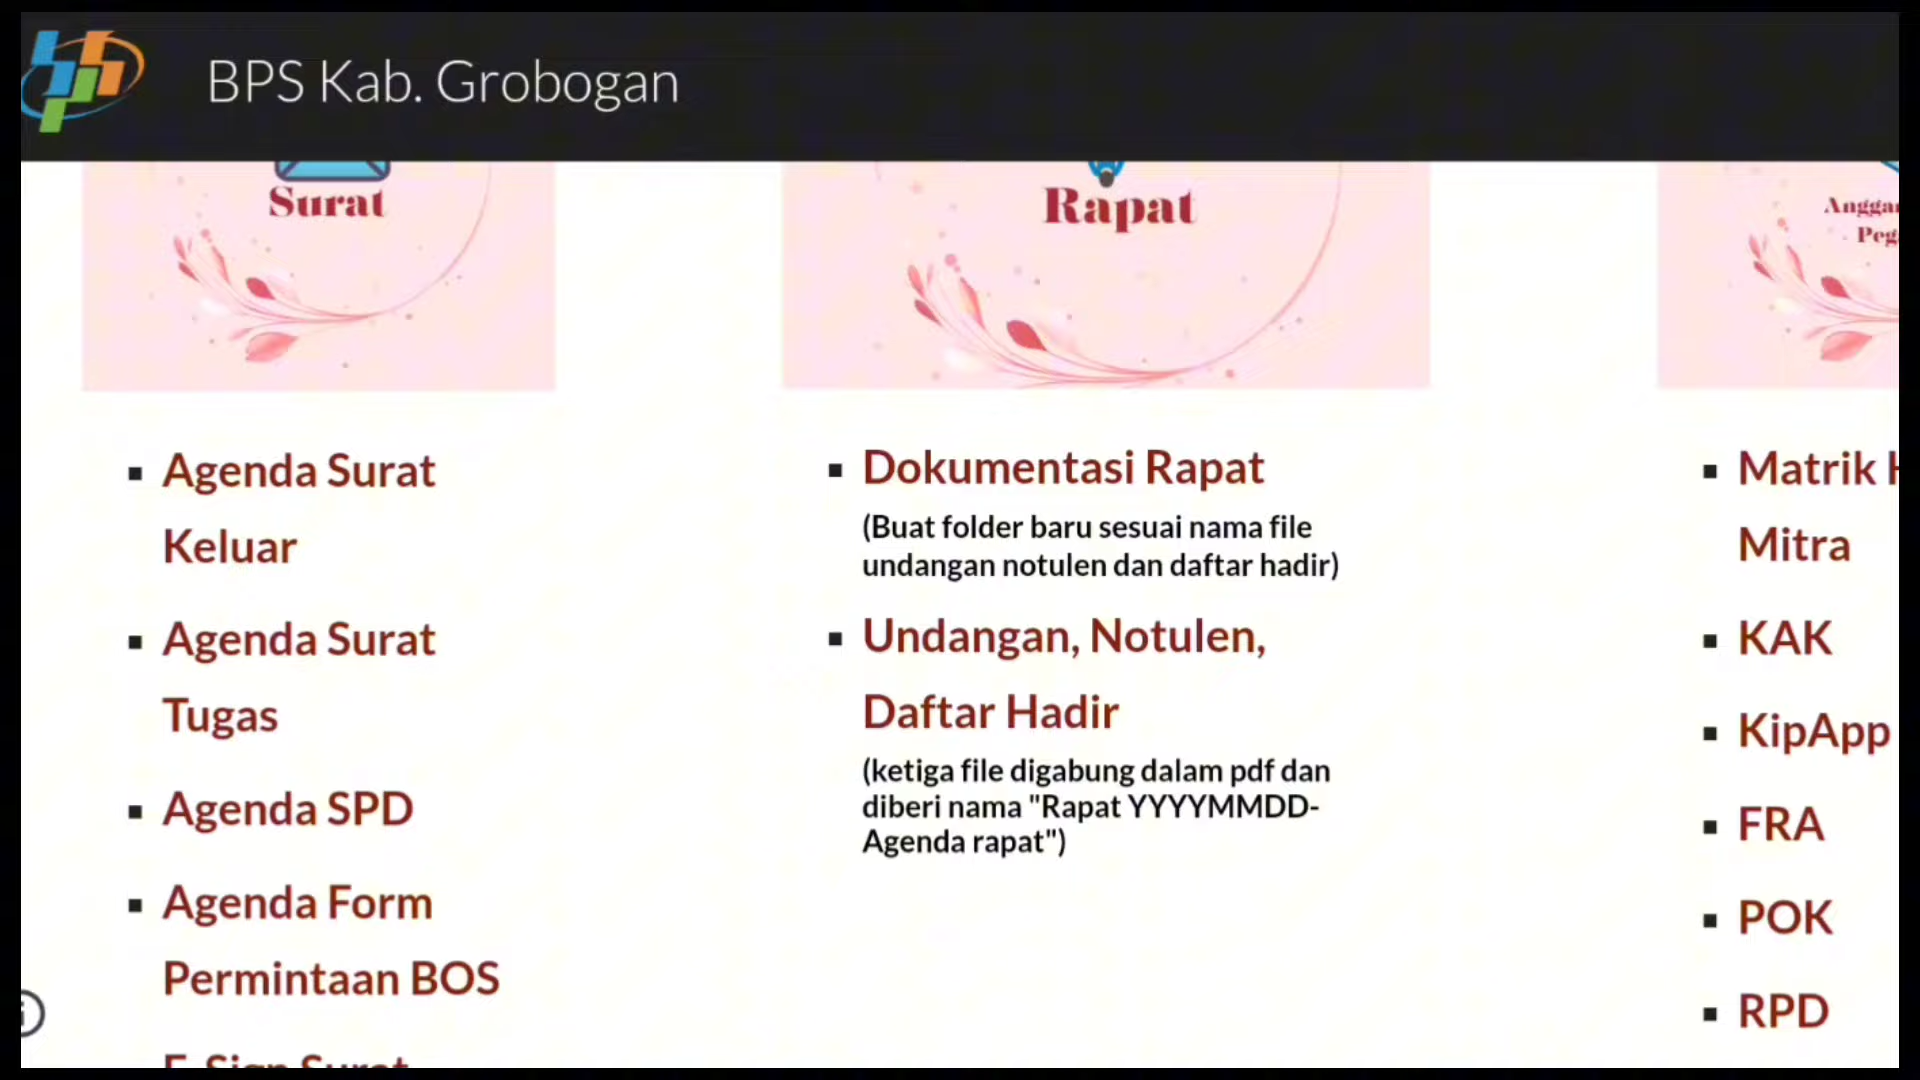 BPS Kab. Grobogan
Surat
Agenda Surat
Keluar
Agenda Surat
Tugas
Agenda SPD
Agenda Form
Permintaan BOS
E-Sign Surat
Rapat
Dokumentasi Rapat
(Buat folder baru sesuai nama file
undangan notulen dan daftar hadir)
Undangan, Notulen,
Daftar Hadir
(ketiga file digabung dalam pdf dan
diberi nama "Rapat YYYYMMDD-
Agenda rapat")
Matrik
Mitra
KAK
KipApp
FRA
POK
RPD